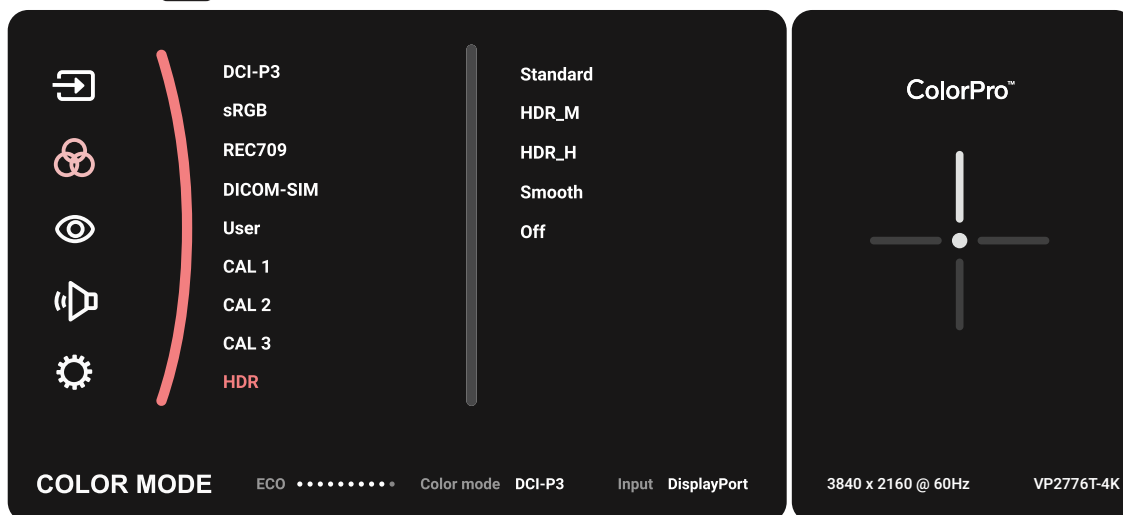 DCI-P3
sRGB
REC709
DICOM-SIM
User
CAL 1
CAL 2
CAL 3
HDR
Standard
HDR_M
HDR_H
Smooth
Off
COLOR MODE ECO Color mode DCI-P3 Input DisplayPort
ColorPro™
3840 x 2160 @ 60Hz VP2776T-4K